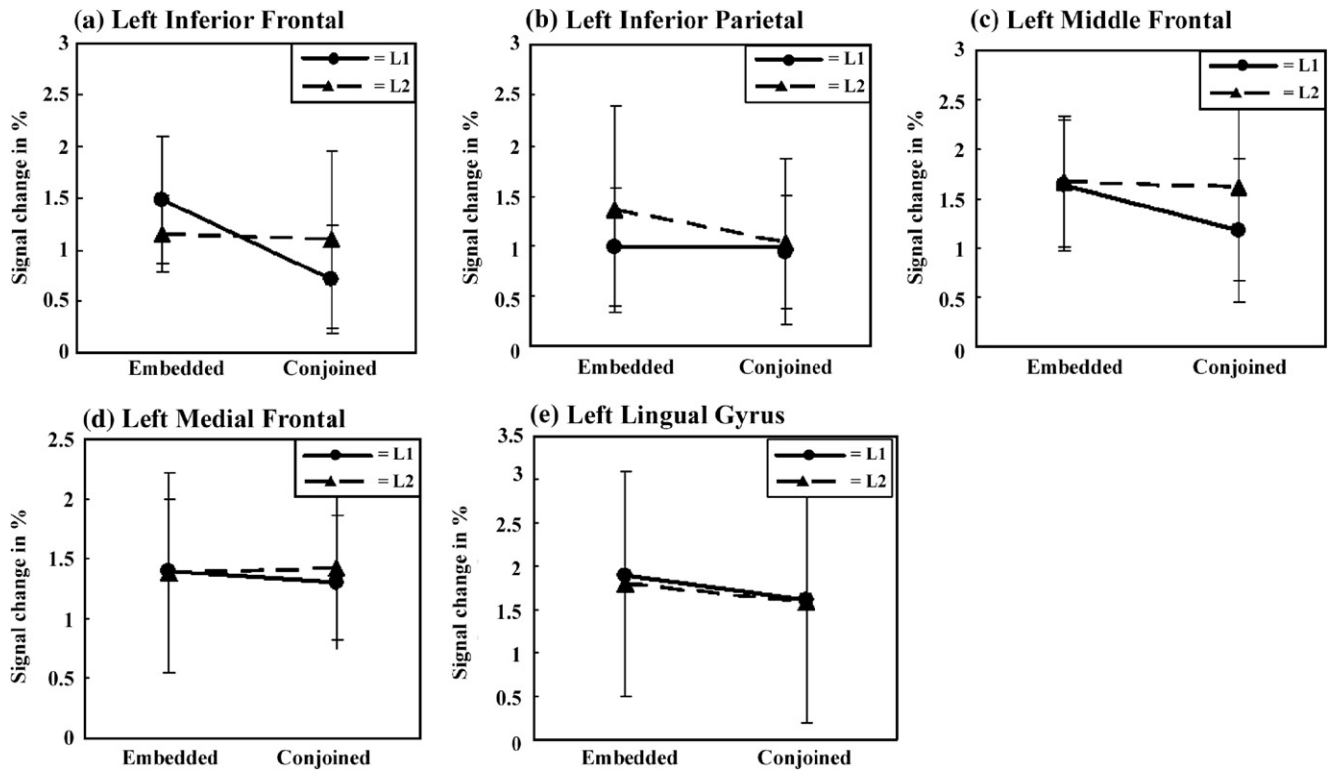 (a) Left Inferior Frontal
3
2.5
2
1.5
1
0.5
0
Signal change in %
= L1
= L2
Embedded Conjoined
(b) Left Inferior Parietal
3
2.5
2
1.5
1
0.5
0
Signal change in %
= L1
= L2
Embedded Conjoined
(c) Left Middle Frontal
3
2.5
2
1.5
1
0.5
0
Signal change in %
= L1
= L2
Embedded Conjoined
(d) Left Medial Frontal
2.5
2
1.5
1
0.5
0
Signal change in %
= L1
= L2
Embedded Conjoined
(e) Left Lingual Gyrus
3.5
3
2.5
2
1.5
1
0.5
0
Signal change in %
= L1
= L2
Embedded Conjoined